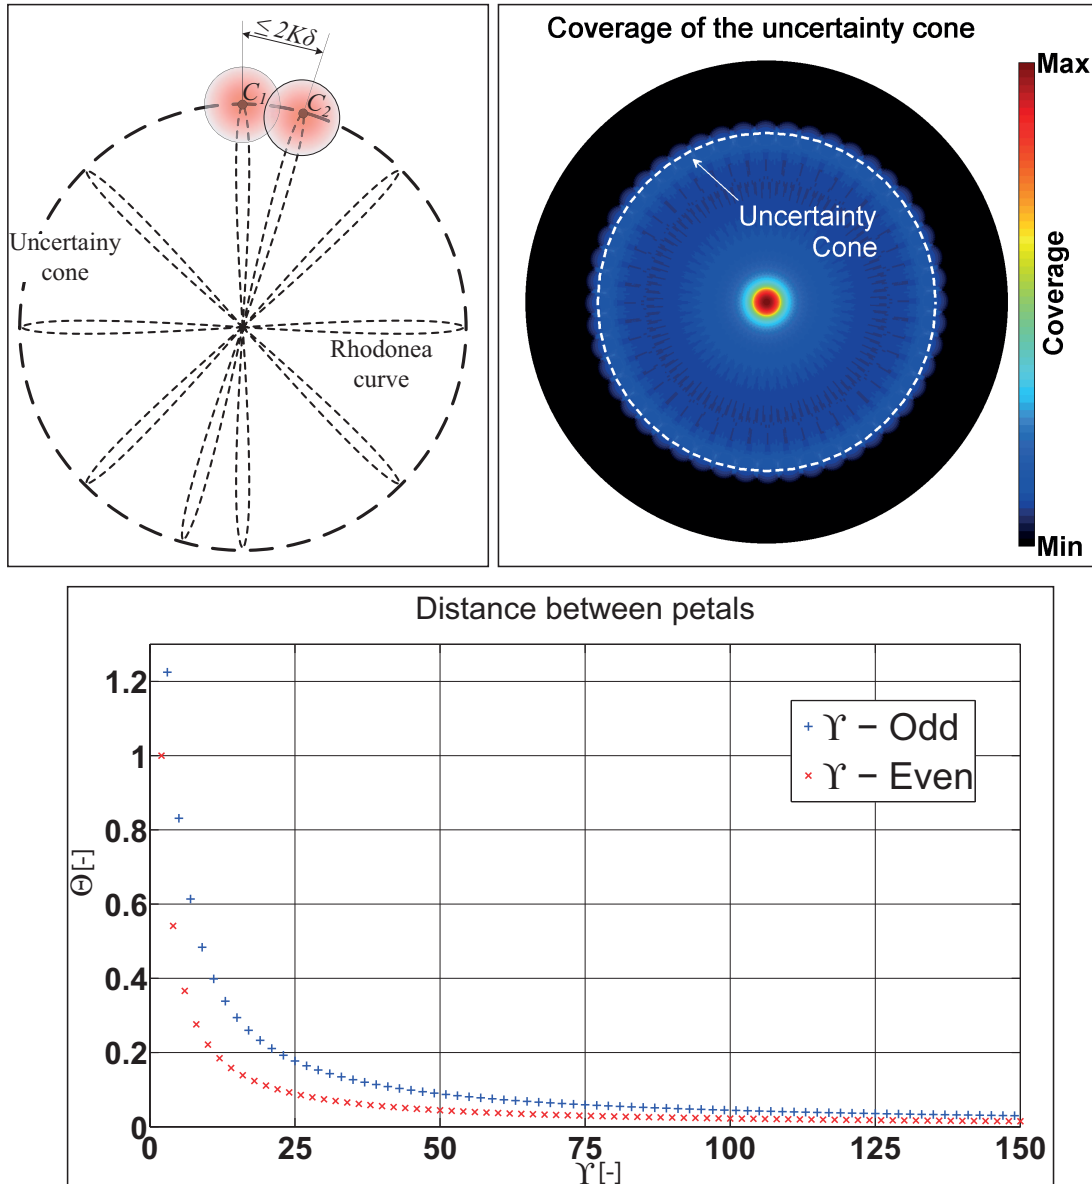 ≤ 2Kδ
C₁
C₂
Uncertainy
cone
Rhodonea
curve
Coverage of the uncertainty cone
Uncertainty
Cone
Max
Coverage
Min
Distance between petals
1.2
1
0.8
0.6
0.4
0.2
0
Θ[-]
ϒ – Odd
ϒ – Even
0
25
50
75
100
125
150
ϒ[-]